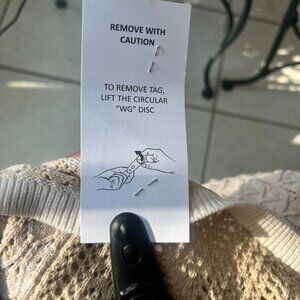 REMOVE WITH
CAUTION
TO REMOVE TAG,
LIFT THE CIRCULAR
"WG" DISC